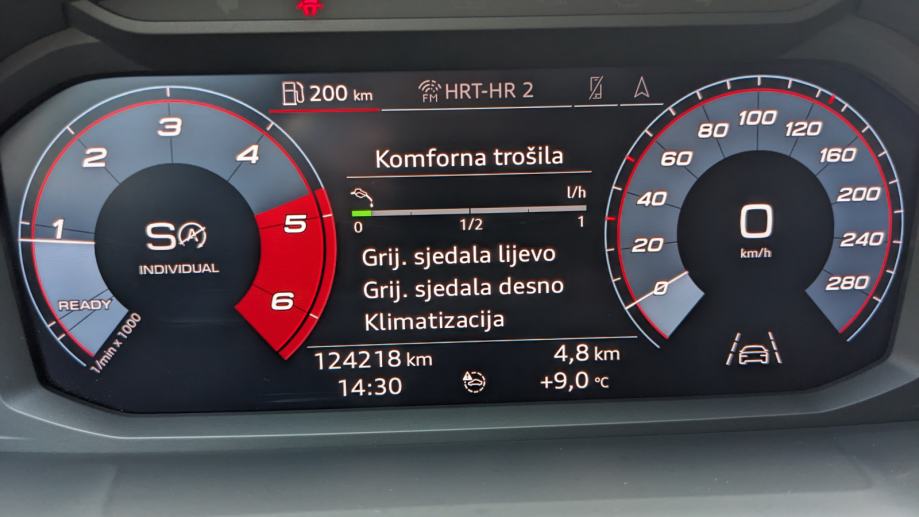 200 km
FM HRT-HR 2
Komforna trošila
l/h
0 1/2 1
Grij. sjedala lijevo
Grij. sjedala desno
Klimatizacija
124218 km 4,8 km
14:30 +9,0 °C
1 2 3 4 5 6
S A
INDIVIDUAL
READY
1/min x 1000
0 20 40 60 80 100 120 160 200 240 280
0
km/h